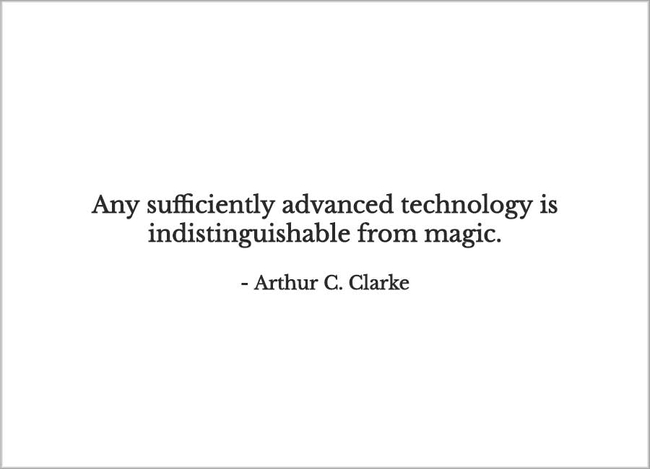 Any sufficiently advanced technology is
indistinguishable from magic.
- Arthur C. Clarke